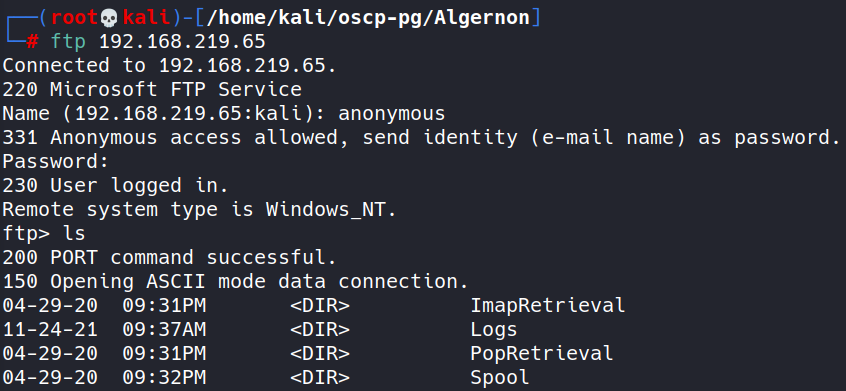 ┌──(root💀kali)-[/home/kali/oscp-pg/Algernon]
└─# ftp 192.168.219.65
Connected to 192.168.219.65.
220 Microsoft FTP Service
Name (192.168.219.65:kali): anonymous
331 Anonymous access allowed, send identity (e-mail name) as password.
Password:
230 User logged in.
Remote system type is Windows_NT.
ftp> ls
200 PORT command successful.
150 Opening ASCII mode data connection.
04-29-20  09:31PM       <DIR>          ImapRetrieval
11-24-21  09:37AM       <DIR>          Logs
04-29-20  09:31PM       <DIR>          PopRetrieval
04-29-20  09:32PM       <DIR>          Spool